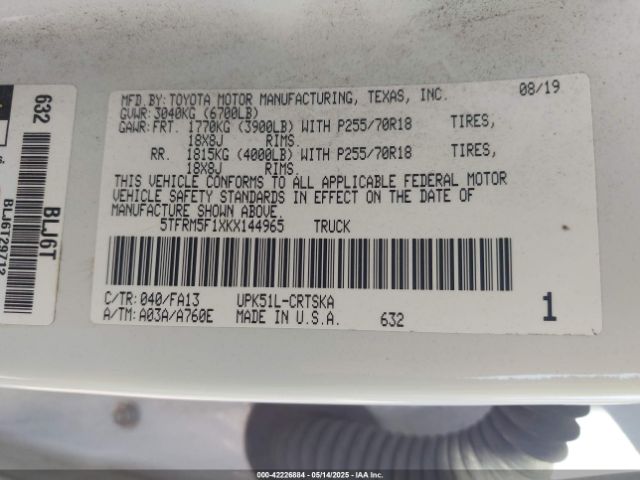 MFD.BY:TOYOTA MOTOR MANUFACTURING, TEXAS, INC. 08/19
GVWR:3040KG (6700LB)
GAWR:FRT. 1770KG (3900LB) WITH P255/70R18 TIRES,
18X8J RIMS
RR. 1815KG (4000LB) WITH P255/70R18 TIRES,
18X8J RIMS
THIS VEHICLE CONFORMS TO ALL APPLICABLE FEDERAL MOTOR
VEHICLE SAFETY STANDARDS IN EFFECT ON THE DATE OF
MANUFACTURE SHOWN ABOVE.
5TFRM5F1XKX144965 TRUCK
C/TR:040/FA13 UPK51L-CRTSKA
A/TM:A03A/A760E MADE IN U.S.A. 632 1
632
BLJ6T
BLJ6T29712
000-42226884 - 05/14/2025 - IAAI Inc.